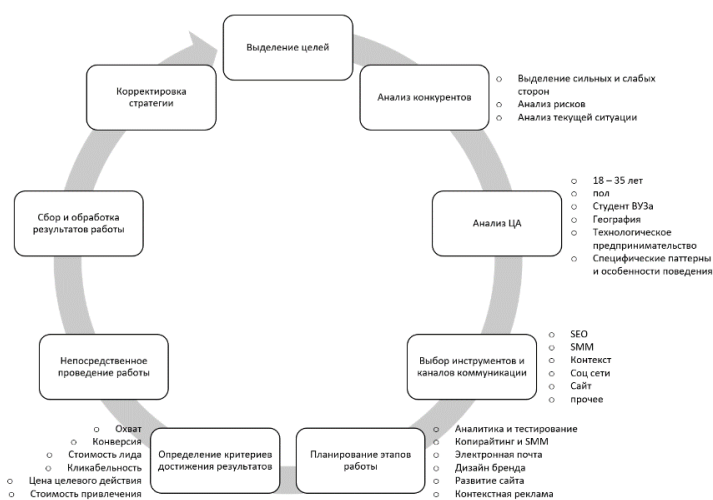 Выделение целей
Анализ конкурентов
Выделение сильных и слабых
сторон
Анализ рисков
Анализ текущей ситуации
Анализ ЦА
18 – 35 лет
пол
Студент ВУЗа
География
Технологическое
предпринимательство
Специфические паттерны
и особенности поведения
Выбор инструментов и
каналов коммуникации
SEO
SMM
Контекст
Соц сети
Сайт
прочее
Планирование этапов
работы
Аналитика и тестирование
Копирайтинг и SMM
Электронная почта
Дизайн бренда
Развитие сайта
Контекстная реклама
Определение критериев
достижения результатов
Охват
Конверсия
Стоимость лида
Кликабельность
Цена целевого действия
Стоимость привлечения
Непосредственное
проведение работы
Сбор и обработка
результатов работы
Корректировка
стратегии